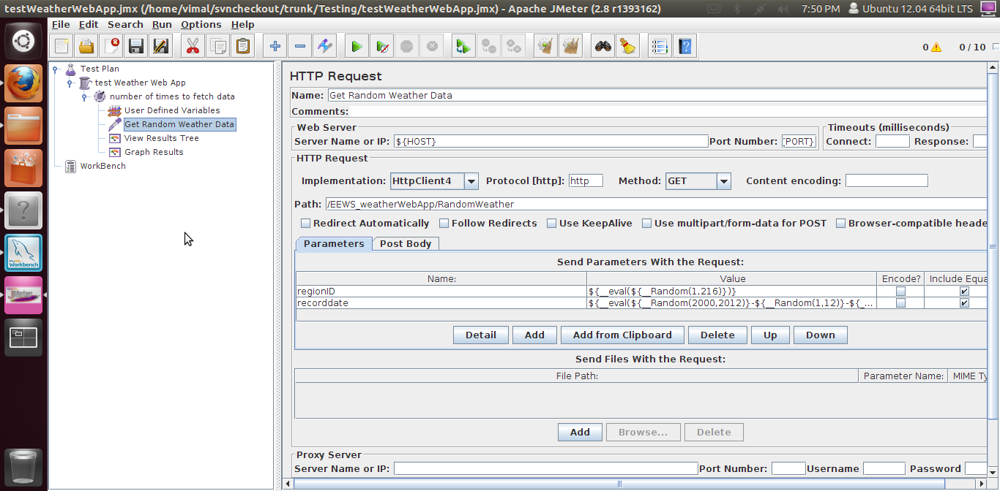 testWeatherWebApp.jmx (/home/vimal/svncheckout/trunk/Testing/testWeatherWebApp.jmx) - Apache JMeter (2.8 r1393162) 7:50 PM Ubuntu 12.04 64bit LTS
File Edit Search Run Options Help
0 0 / 10
Test Plan
test Weather Web App
number of times to fetch data
User Defined Variables
Get Random Weather Data
View Results Tree
Graph Results
WorkBench
HTTP Request
Name: Get Random Weather Data
Comments:
Web Server Timeouts (milliseconds)
Server Name or IP: ${HOST} Port Number: [PORT} Connect: Response:
HTTP Request
Implementation: HttpClient4 Protocol [http]: http Method: GET Content encoding:
Path: /EEWS_weatherWebApp/RandomWeather
Redirect Automatically Follow Redirects Use KeepAlive Use multipart/form-data for POST Browser-compatible heade
Parameters Post Body
Send Parameters With the Request:
Name: Value Encode? Include Equa
regionID ${__eval(${__Random(1,216)})}
recorddate ${__eval(${__Random(2000,2012)}-${__Random(1,12)}-${_...
Detail Add Add from Clipboard Delete Up Down
Send Files With the Request:
File Path: Parameter Name: MIME Ty
Add Browse... Delete
Proxy Server
Server Name or IP: Port Number: Username Password
Workbench